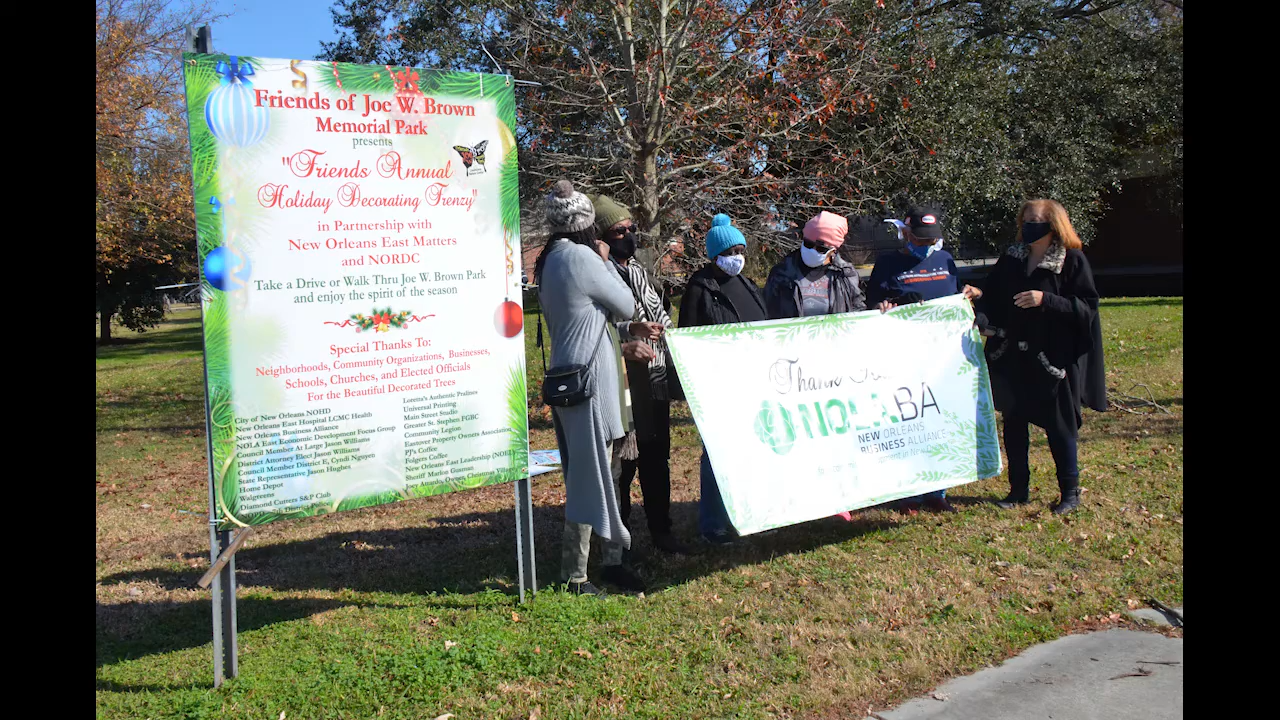 Friends of Joe W. Brown
Memorial Park
presents
"Friends Annual
Holiday Decorating Frenzy"
in Partnership with
New Orleans East Matters
and NORDC
Take a Drive or Walk Thru Joe W. Brown Park
and enjoy the spirit of the season
Special Thanks To:
Neighborhoods, Community Organizations, Businesses,
Schools, Churches, and Elected Officials
For the Beautiful Decorated Trees
City of New Orleans NOHD
New Orleans East Hospital LCMC Health
New Orleans Business Alliance
NOLA East Economic Development Focus Group
Council Member At Large Jason Williams
District Attorney Elect Jason Williams
Council Member District E, Cyndi Nguyen
State Representative Jason Hughes
Home Depot
Walgreens
Diamond Cutters S&P Club
District
Loretta's Authentic Pralines
Universal Printing
Main Street Studio
Greater St. Stephen FGBC
Community Legion
Eastover Property Owners Association
PJ's Coffee
Folgers Coffee
New Orleans East Leadership
Sheriff Marlin Gusman
Owner, Christmas
Thank
NOLABA
NEW ORLEANS
BUSINESS ALLIANCE
in